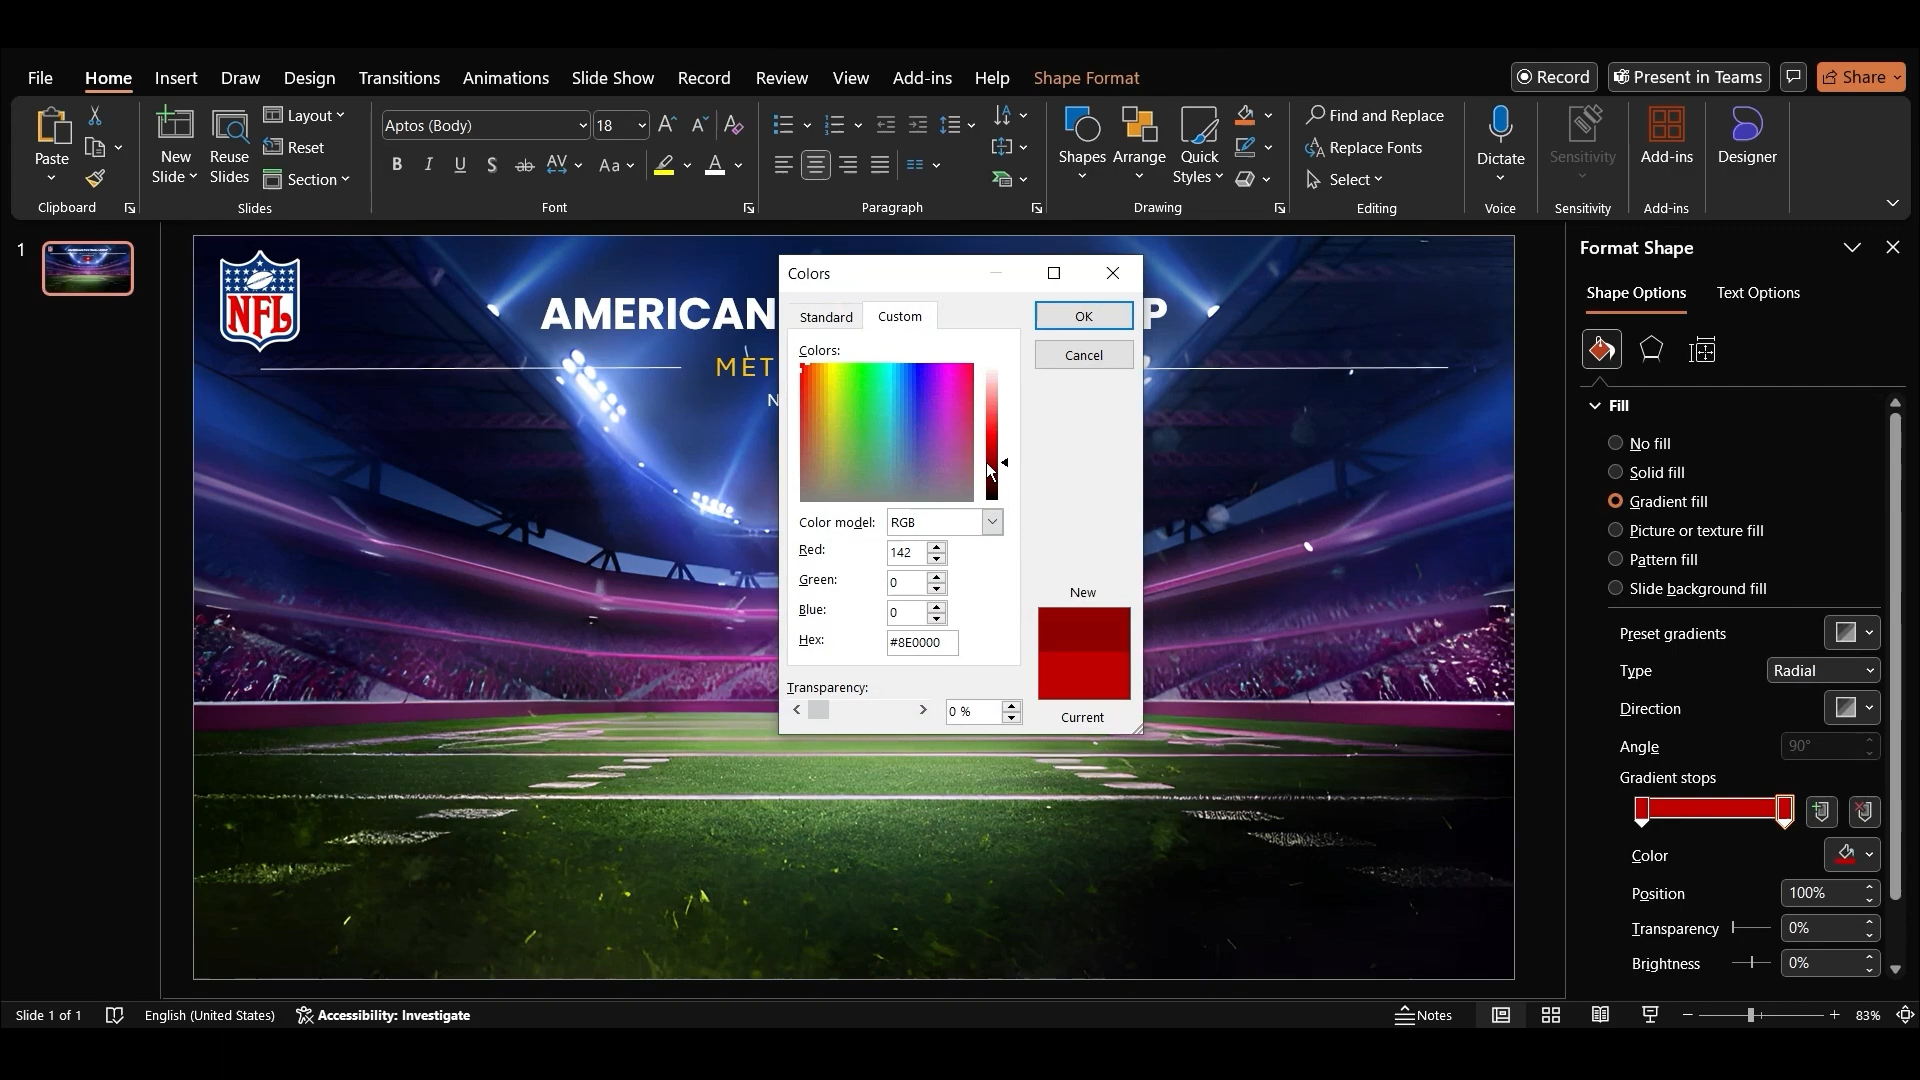 File Home Insert Draw Design Transitions Animations Slide Show Record Review View Add-ins Help Shape Format
Record Present in Teams Share
Paste
New Slide
Reuse Slides
Layout
Reset
Section
Aptos (Body) 18
Shapes Arrange Quick Styles
Find and Replace
Replace Fonts
Select
Dictate
Sensitivity
Add-ins
Designer
Clipboard Slides Font Paragraph Drawing Editing Voice Sensitivity Add-ins
1
NFL
AMERICAN
P
MET
N
Colors
Standard Custom
OK
Cancel
Colors:
Color model: RGB
Red: 142
Green: 0
Blue: 0
Hex: #8E0000
Transparency:
0 %
New
Current
Format Shape
Shape Options Text Options
Fill
No fill
Solid fill
Gradient fill
Picture or texture fill
Pattern fill
Slide background fill
Preset gradients
Type Radial
Direction
Angle 90°
Gradient stops
Color
Position 100%
Transparency 0%
Brightness 0%
Slide 1 of 1 English (United States) Accessibility: Investigate Notes 83%